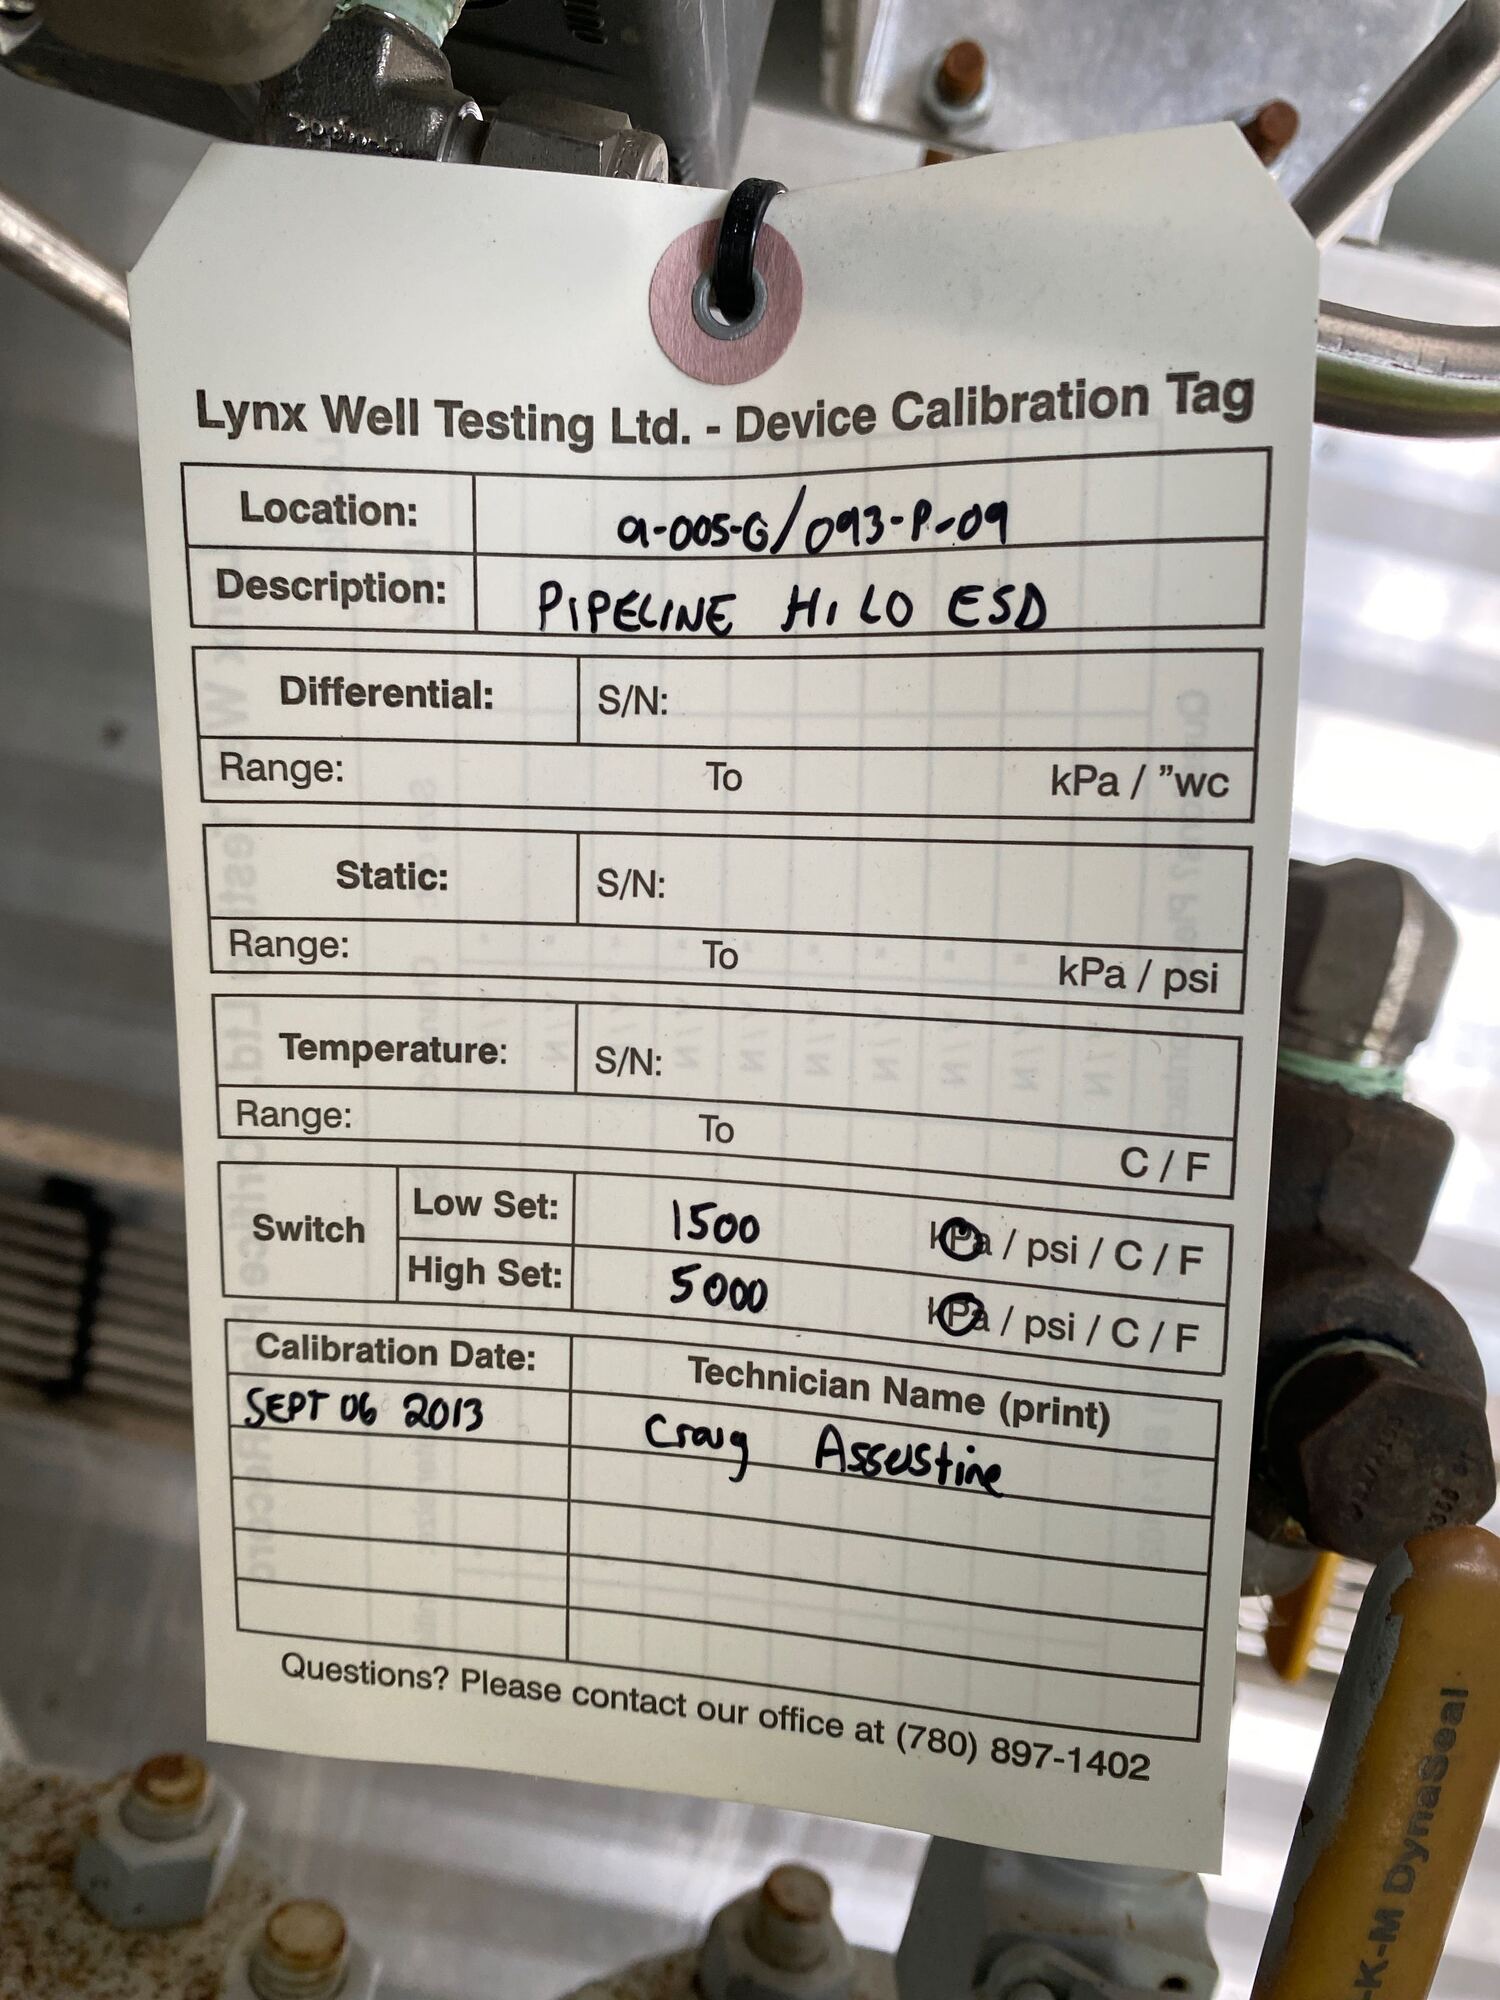 Lynx Well Testing Ltd. - Device Calibration Tag
Location: a-005-G/093-P-09
Description: PIPELINE HI LO ESD
Differential: S/N:
Range: To kPa / ”wc
Static: S/N:
Range: To kPa / psi
Temperature: S/N:
Range: To C / F
Switch
Low Set: 1500 kPa / psi / C / F
High Set: 5000 kPa / psi / C / F
Calibration Date: Technician Name (print)
SEPT 06 2013 Craig Asselstine
Questions? Please contact our office at (780) 897-1402
-K-M DynaSeal